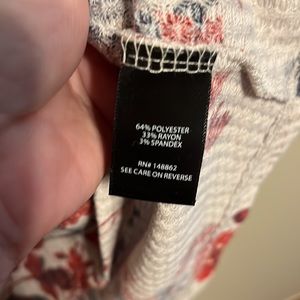 64% POLYESTER
33% RAYON
3% SPANDEX
RN# 148862
SEE CARE ON REVERSE